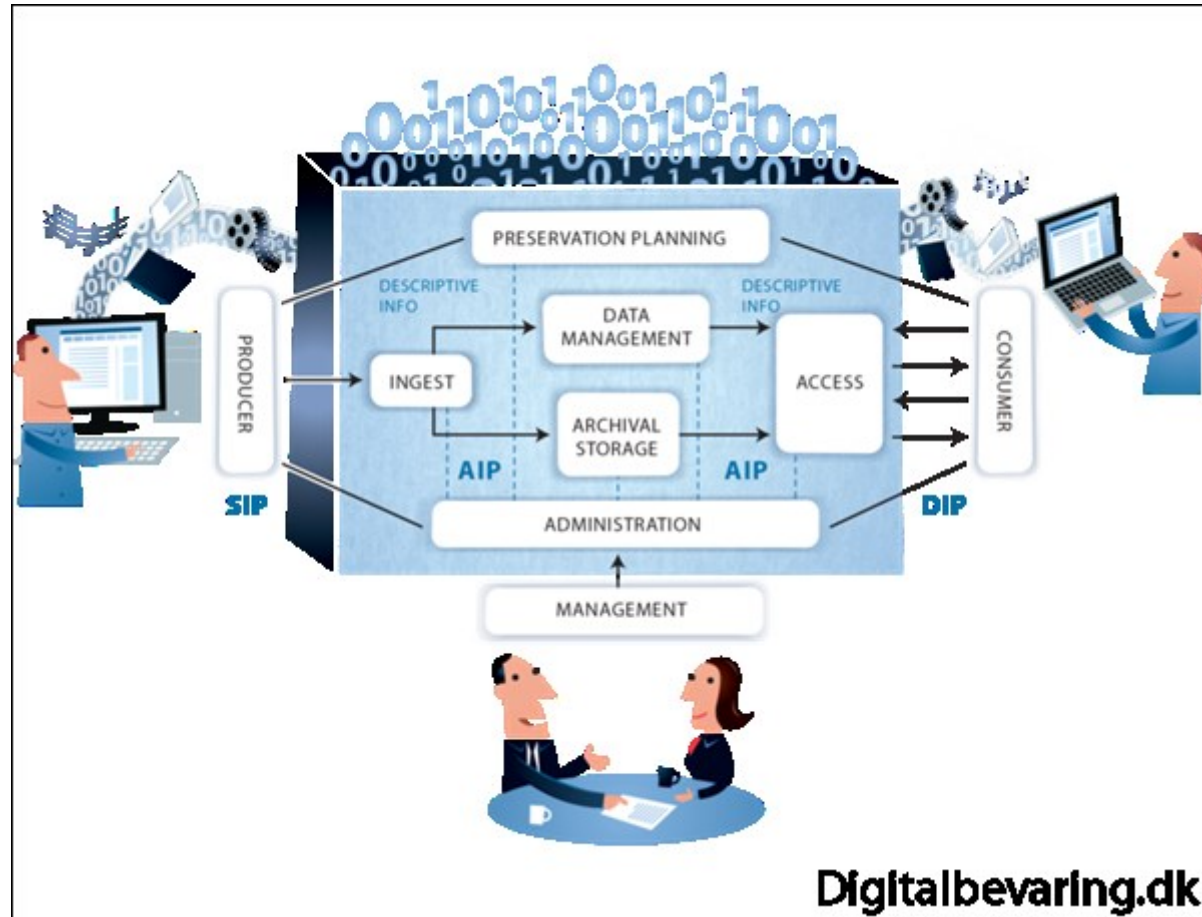 PRESERVATION PLANNING
DESCRIPTIVE
INFO
DESCRIPTIVE
INFO
DATA
MANAGEMENT
PRODUCER
INGEST
ACCESS
CONSUMER
ARCHIVAL
STORAGE
AIP
AIP
SIP
DIP
ADMINISTRATION
MANAGEMENT
Digitalbevaring.dk